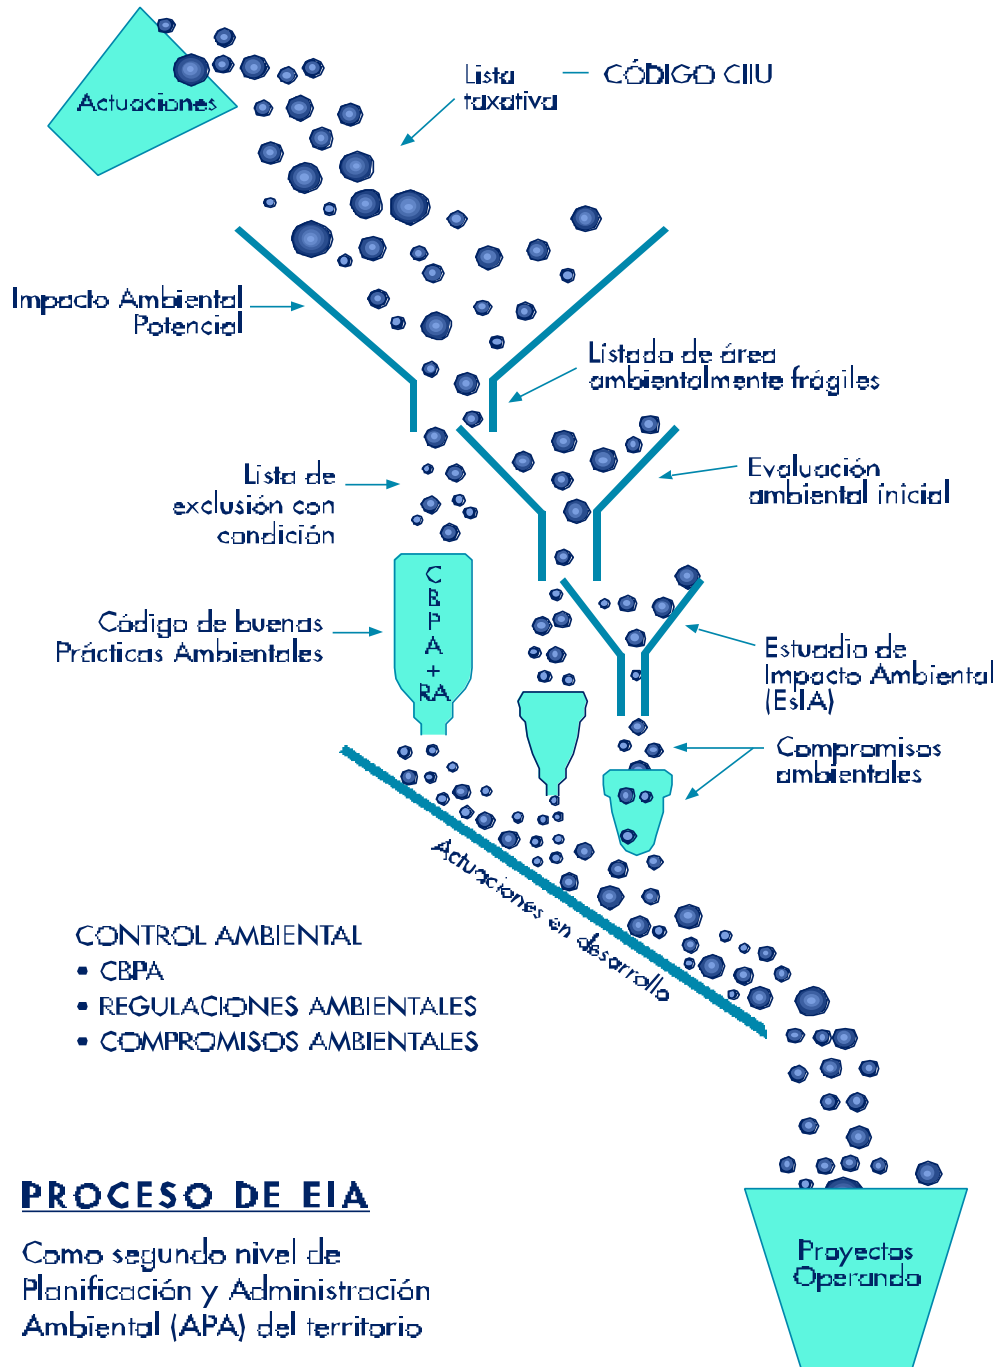 Actuaciones
Lista
taxativa
CÓDIGO CIIU
Impacto Ambiental
Potencial
Listado de área
ambientalmente frágiles
Lista de
exclusión con
condición
Evaluación
ambiental inicial
Código de buenas
Prácticas Ambientales
C
B
P
A
+
RA
Estuadio de
Impacto Ambiental
(EsIA)
Compromisos
ambientales
Actuaciones en desarrollo
CONTROL AMBIENTAL
• CBPA
• REGULACIONES AMBIENTALES
• COMPROMISOS AMBIENTALES
PROCESO DE EIA
Como segundo nivel de
Planificación y Administración
Ambiental (APA) del territorio
Proyectos
Operando